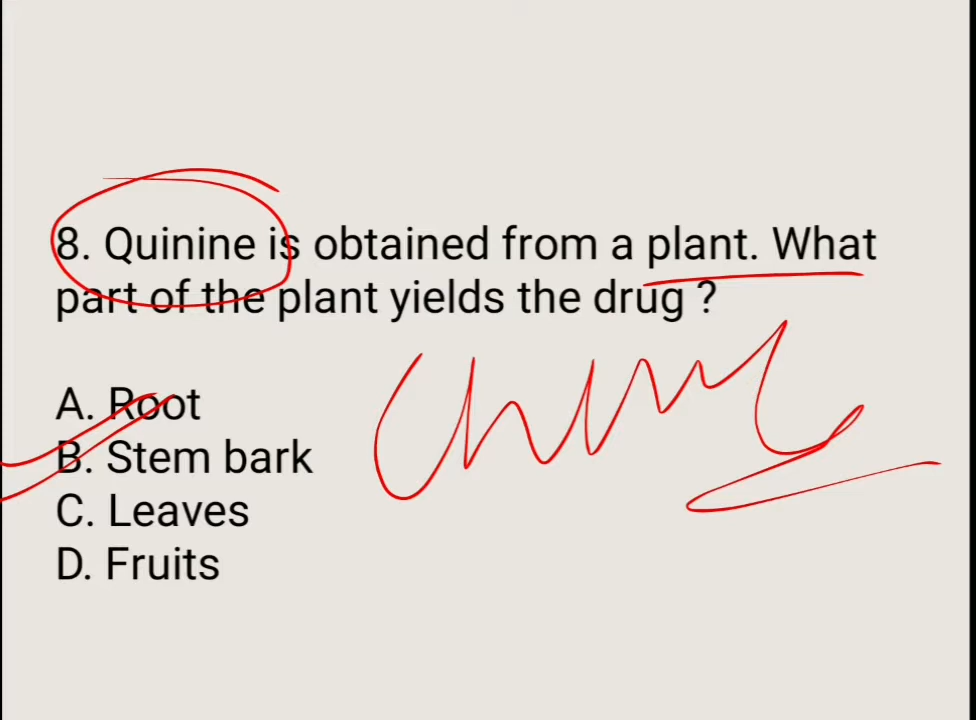 8. Quinine is obtained from a plant. What
part of the plant yields the drug ?
A. Root
B. Stem bark
C. Leaves
D. Fruits